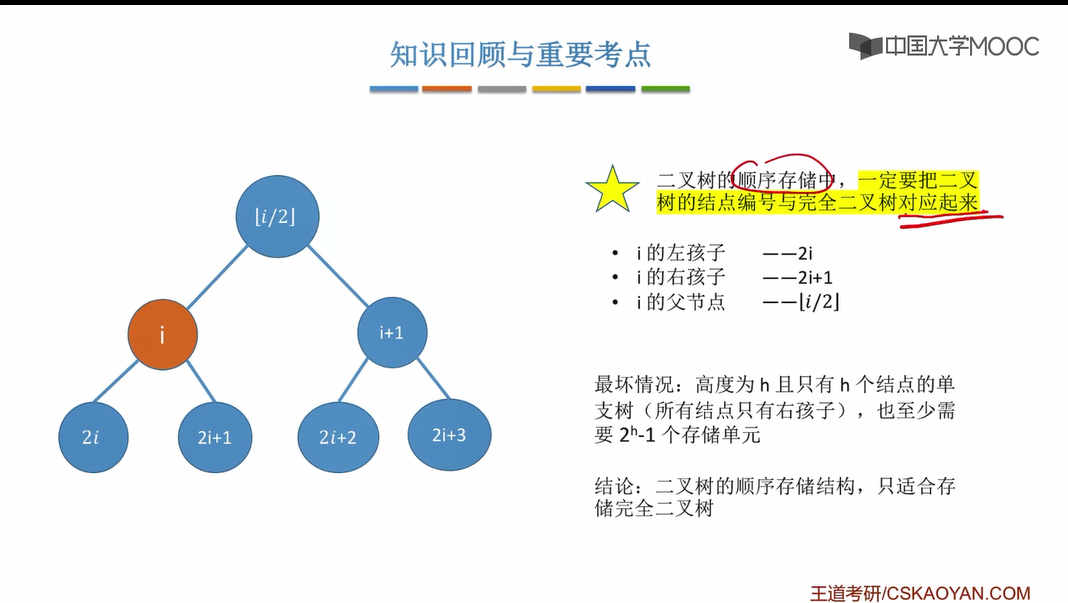 知识回顾与重要考点
中国大学MOOC
⌊i/2⌋
i
i+1
2i
2i+1
2i+2
2i+3
二叉树的顺序存储中，一定要把二叉
树的结点编号与完全二叉树对应起来
• i 的左孩子 ——2i
• i 的右孩子 ——2i+1
• i 的父节点 ——⌊i/2⌋
最坏情况：高度为 h 且只有 h 个结点的单
支树（所有结点只有右孩子），也至少需
要 2ʰ-1 个存储单元
结论：二叉树的顺序存储结构，只适合存
储完全二叉树
王道考研/CSKAOYAN.COM